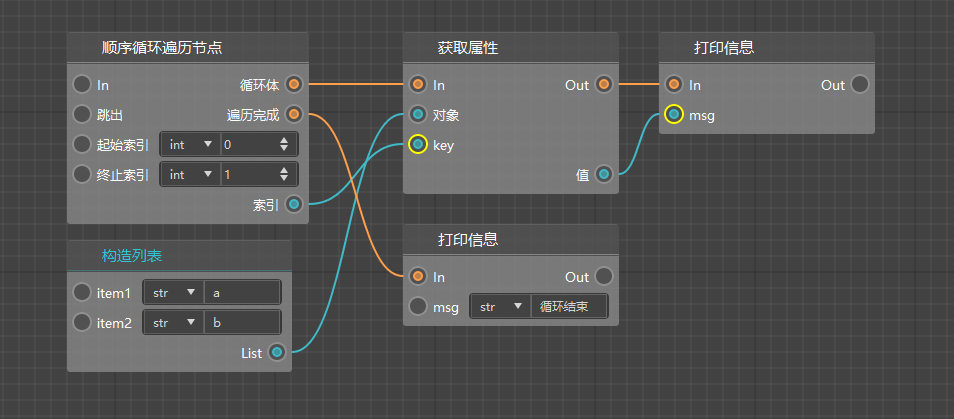 顺序循环遍历节点
In 循环体
跳出 遍历完成
起始索引 int 0
终止索引 int 1
索引
构造列表
item1 str a
item2 str b
List
获取属性
In Out
对象
key
值
打印信息
In Out
msg str 循环结束
打印信息
In Out
msg